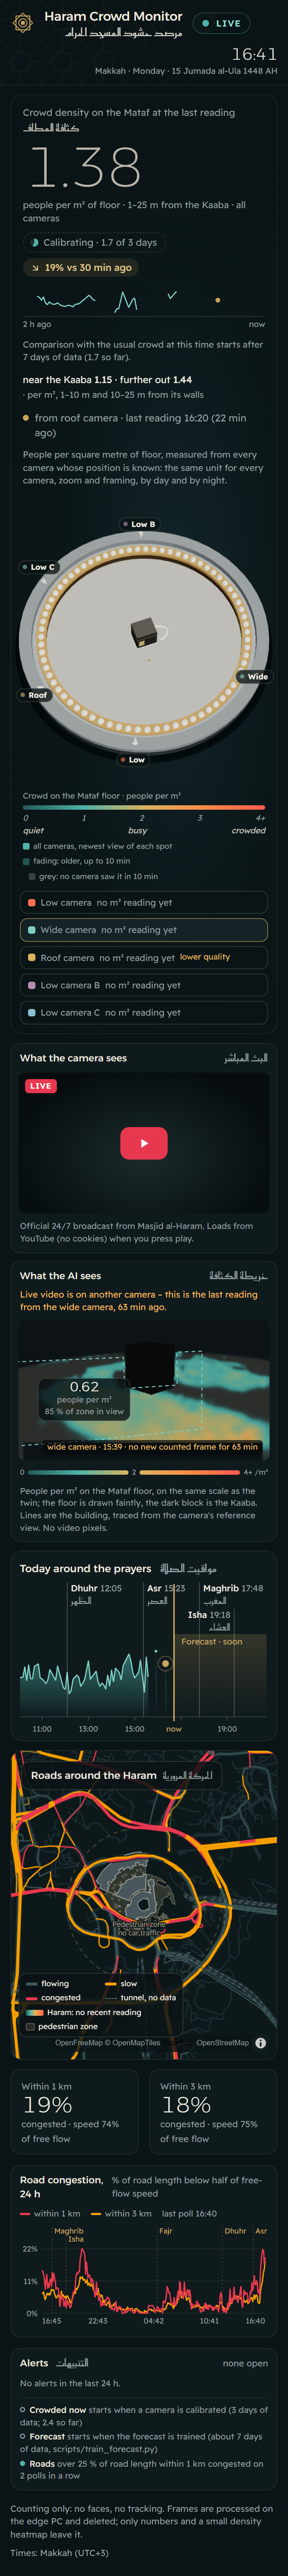 Haram Crowd Monitor
مرصد حشود المسجد الحرام
LIVE
16:41
Makkah · Monday · 15 Jumada al-Ula 1448 AH
Crowd density on the Mataf at the last reading
كثافة المطاف
1.38
people per m² of floor · 1–25 m from the Kaaba · all
cameras
Calibrating · 1.7 of 3 days
↘ 19% vs 30 min ago
2 h ago
now
Comparison with the usual crowd at this time starts after
7 days of data (1.7 so far).
near the Kaaba 1.15 · further out 1.44
· per m², 1–10 m and 10–25 m from its walls
from roof camera · last reading 16:20 (22 min
ago)
People per square metre of floor, measured from every
camera whose position is known: the same unit for every
camera, zoom and framing, by day and by night.
Low B
Low C
Wide
Roof
Low
Crowd on the Mataf floor · people per m²
0 1 2 3 4+
quiet busy crowded
all cameras, newest view of each spot
fading: older, up to 10 min
grey: no camera saw it in 10 min
Low camera no m² reading yet
Wide camera no m² reading yet
Roof camera no m² reading yet lower quality
Low camera B no m² reading yet
Low camera C no m² reading yet
What the camera sees
البث المباشر
LIVE
Official 24/7 broadcast from Masjid al-Haram. Loads from
YouTube (no cookies) when you press play.
What the AI sees
خريطة الكثافة
Live video is on another camera – this is the last reading
from the wide camera, 63 min ago.
0.62
people per m²
85 % of zone in view
wide camera · 15:39 · no new counted frame for 63 min
0 2 4+ /m²
People per m² on the Mataf floor, on the same scale as the
twin; the floor is drawn faintly, the dark block is the Kaaba.
Lines are the building, traced from the camera's reference
view. No video pixels.
Today around the prayers
مواقيت الصلاة
Dhuhr 12:05
الظهر
Asr 15:23
العصر
Maghrib 17:48
المغرب
Isha 19:18
العشاء
Forecast · soon
11:00 13:00 15:00 now 19:00
Roads around the Haram
الحركة المرورية
Pedestrian zone
no car traffic
flowing
slow
congested
tunnel, no data
Haram: no recent reading
pedestrian zone
OpenFreeMap © OpenMapTiles
OpenStreetMap
Within 1 km
19%
congested · speed 74%
of free flow
Within 3 km
18%
congested · speed 75%
of free flow
Road congestion,
24 h
% of road length below half of free-
flow speed
within 1 km
within 3 km
last poll 16:40
Maghrib
Isha
Fajr
Dhuhr
Asr
22%
11%
0%
16:45 22:43 04:42 10:41 16:40
Alerts
التنبيهات
none open
No alerts in the last 24 h.
Crowded now starts when a camera is calibrated (3 days of
data; 2.4 so far)
Forecast starts when the forecast is trained (about 7 days
of data, scripts/train_forecast.py)
Roads over 25 % of road length within 1 km congested on
2 polls in a row
Counting only: no faces, no tracking. Frames are processed on
the edge PC and deleted; only numbers and a small density
heatmap leave it.
Times: Makkah (UTC+3)